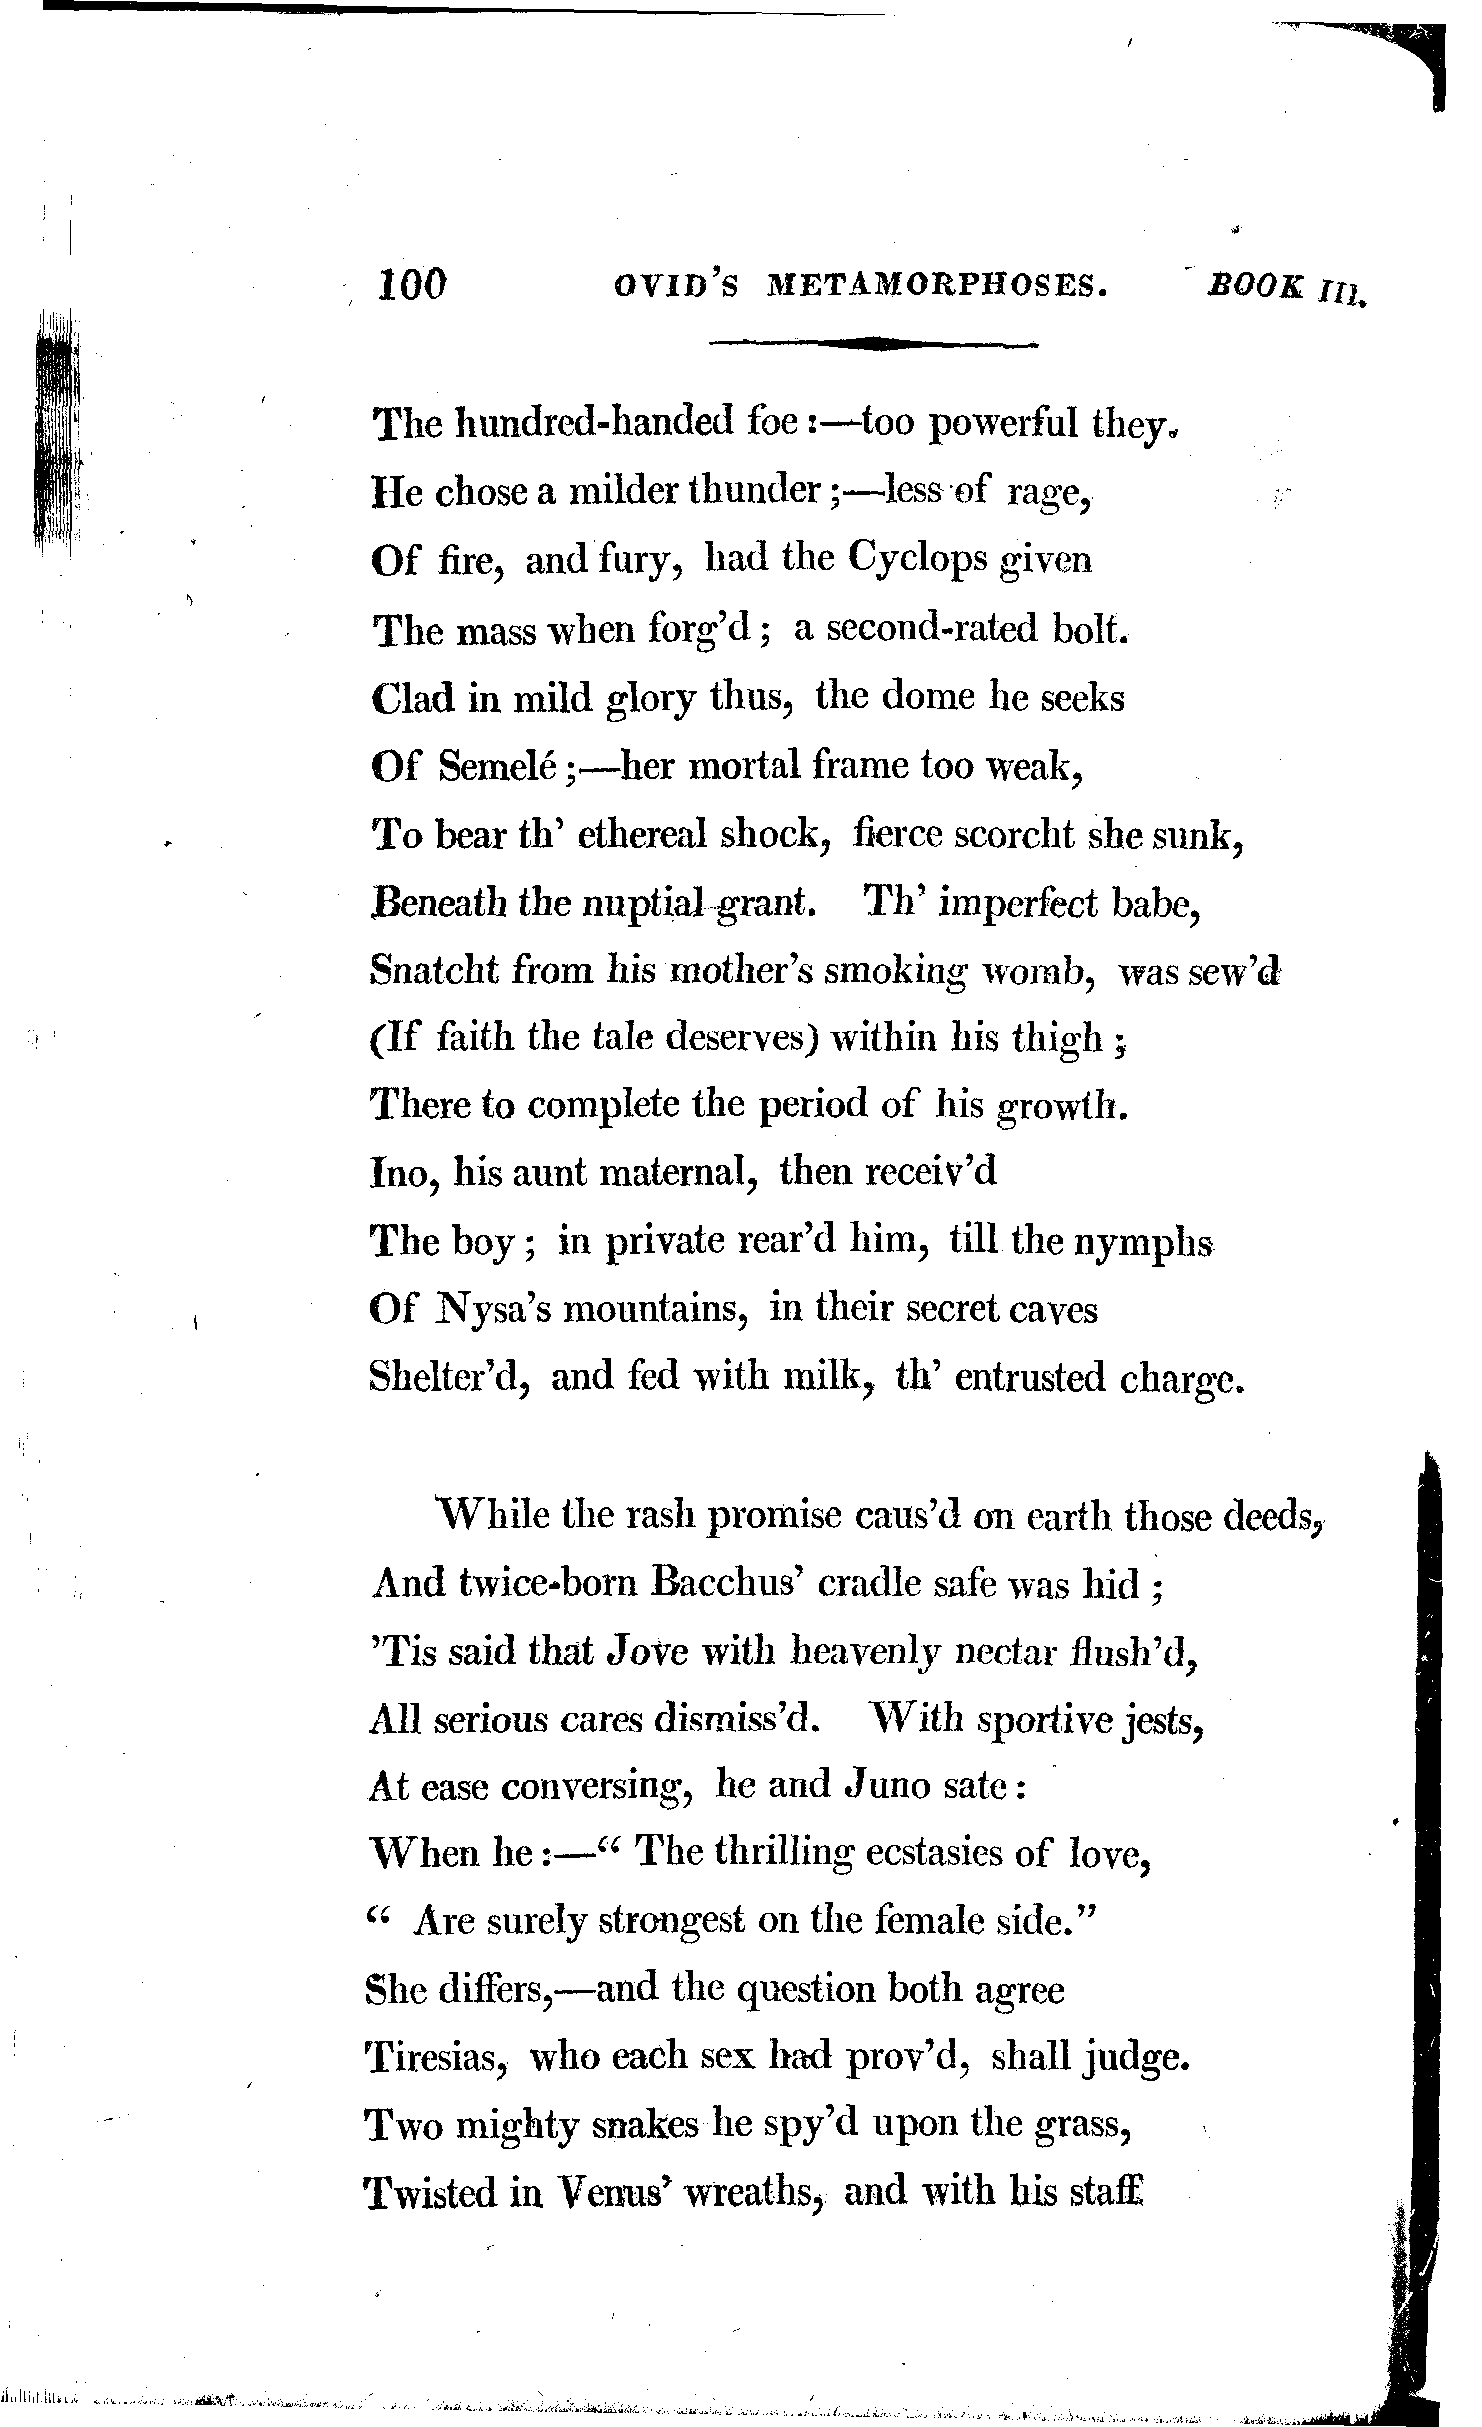 100 OVID'S METAMORPHOSES. BOOK III.
The hundred-handed foe :—too powerful they.
He chose a milder thunder ;—less of rage,
Of fire, and fury, had the Cyclops given
The mass when forg'd ; a second-rated bolt.
Clad in mild glory thus, the dome he seeks
Of Semelé ;—her mortal frame too weak,
To bear th' ethereal shock, fierce scorcht she sunk,
Beneath the nuptial grant. Th' imperfect babe,
Snatcht from his mother's smoking womb, was sew'd
(If faith the tale deserves) within his thigh ;
There to complete the period of his growth.
Ino, his aunt maternal, then receiv'd
The boy ; in private rear'd him, till the nymphs
Of Nysa's mountains, in their secret caves
Shelter'd, and fed with milk, th' entrusted charge.
While the rash promise caus'd on earth those deeds,
And twice-born Bacchus' cradle safe was hid ;
'Tis said that Jove with heavenly nectar flush'd,
All serious cares dismiss'd. With sportive jests,
At ease conversing, he and Juno sate :
When he :—“ The thrilling ecstasies of love,
“ Are surely strongest on the female side.”
She differs,—and the question both agree
Tiresias, who each sex had prov'd, shall judge.
Two mighty snakes he spy'd upon the grass,
Twisted in Venus' wreaths, and with his staff